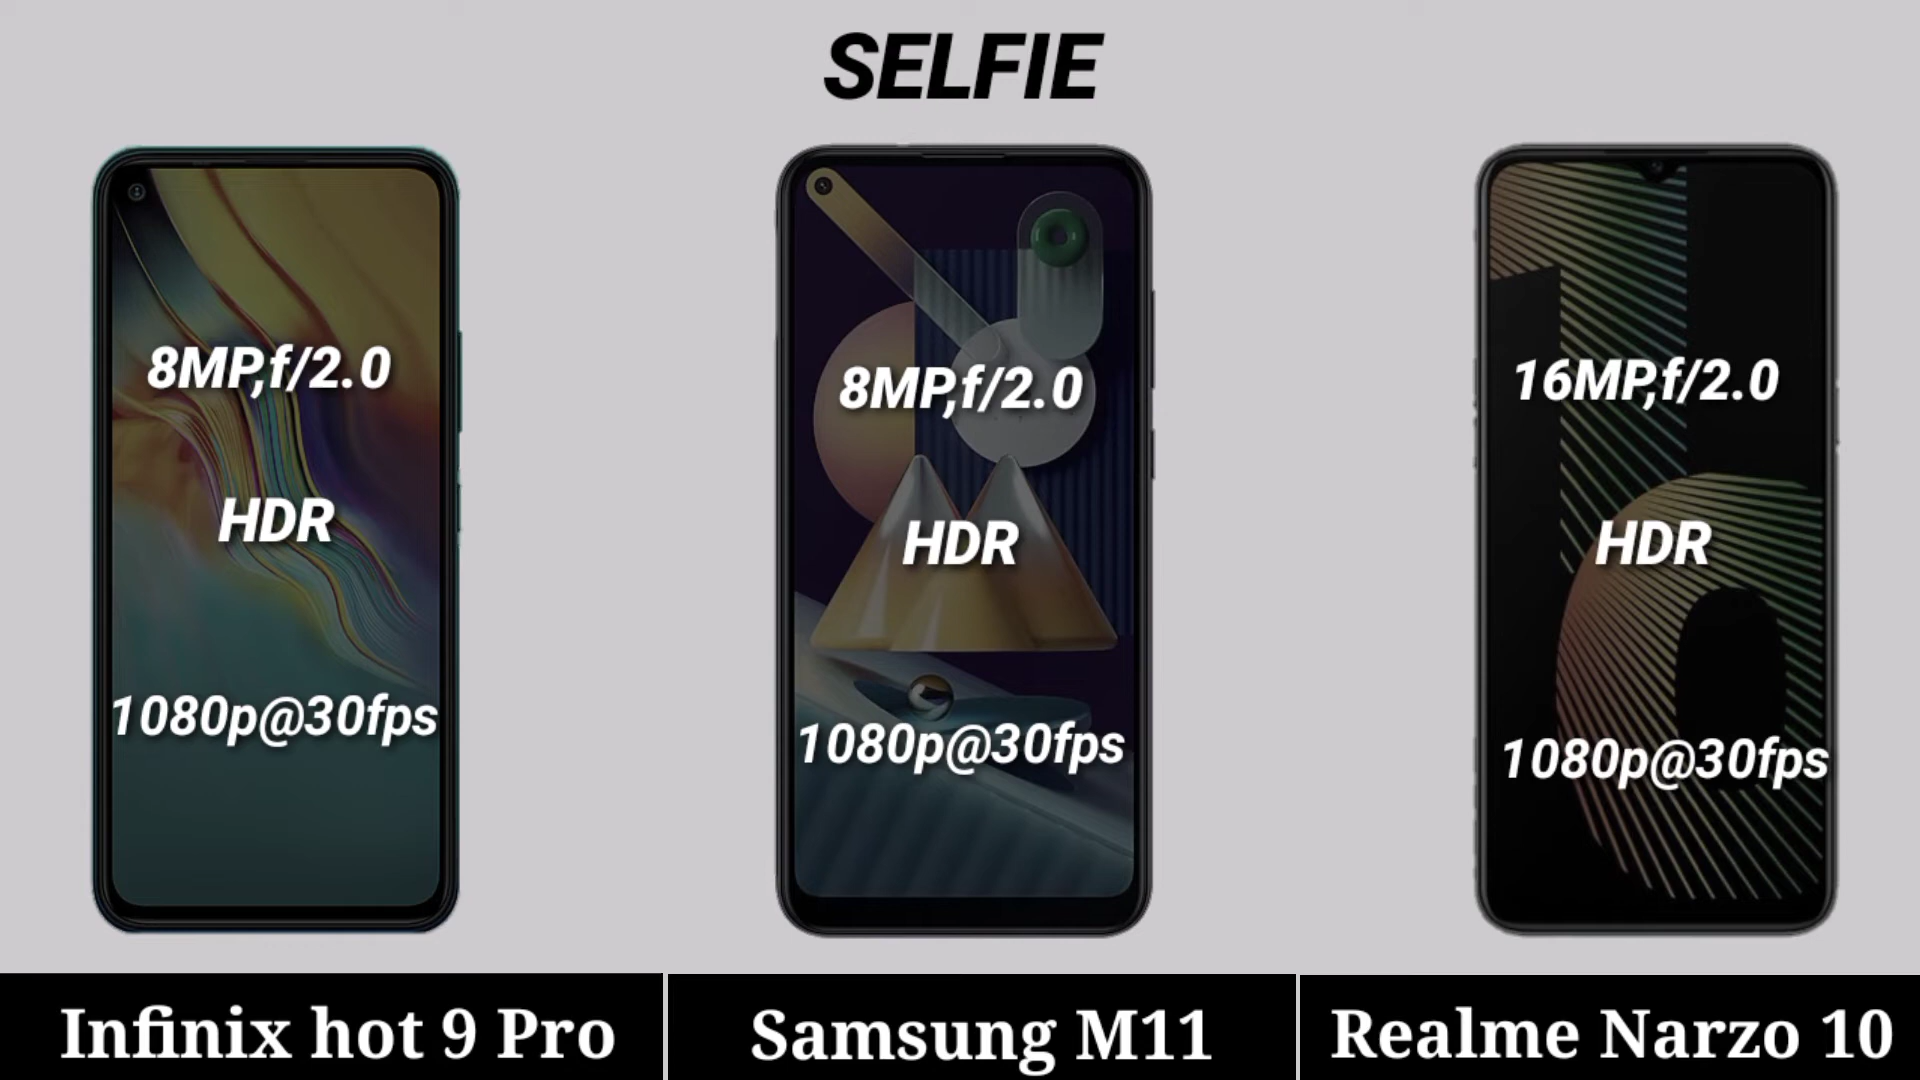 SELFIE
8MP,f/2.0
HDR
1080p@30fps
8MP,f/2.0
HDR
1080p@30fps
16MP,f/2.0
HDR
1080p@30fps
Infinix hot 9 Pro
Samsung M11
Realme Narzo 10